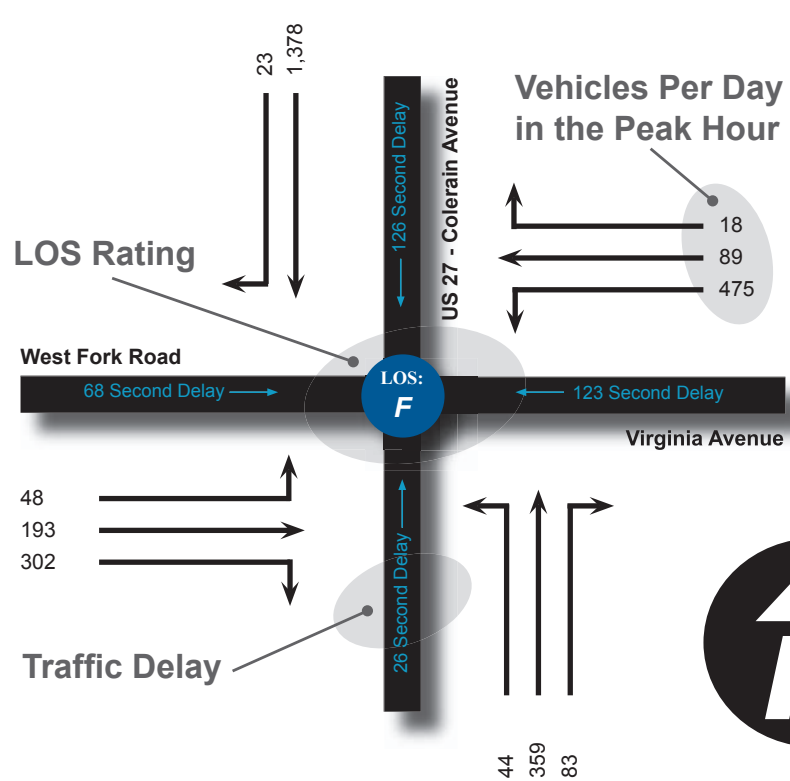 23
1,378
Vehicles Per Day
in the Peak Hour
126 Second Delay
US 27 - Colerain Avenue
18
89
475
LOS Rating
West Fork Road
68 Second Delay
LOS:
F
123 Second Delay
Virginia Avenue
48
193
302
26 Second Delay
Traffic Delay
44
359
83